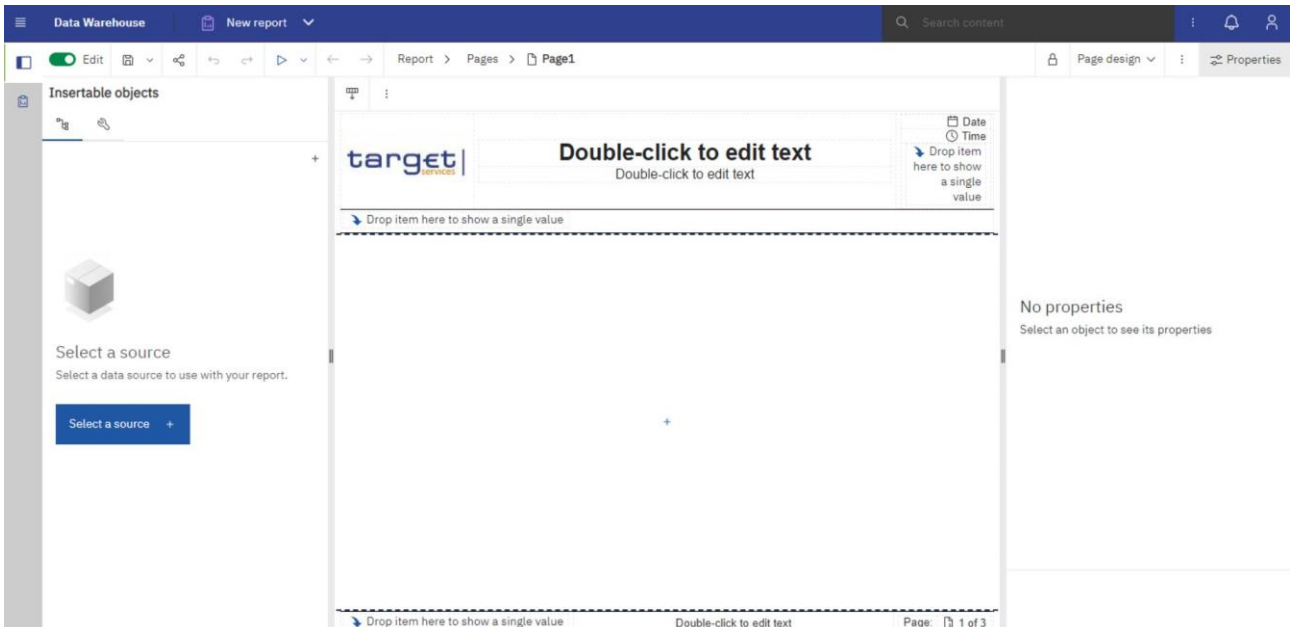 Data Warehouse
New report
Search content
Edit
Report > Pages > Page1
Page design
Properties
Insertable objects
Select a source
Select a data source to use with your report.
Select a source +
target
services
Double-click to edit text
Double-click to edit text
Date
Time
Drop item
here to show
a single
value
Drop item here to show a single value
Drop item here to show a single value
Double-click to edit text
Page: 1 of 3
No properties
Select an object to see its properties